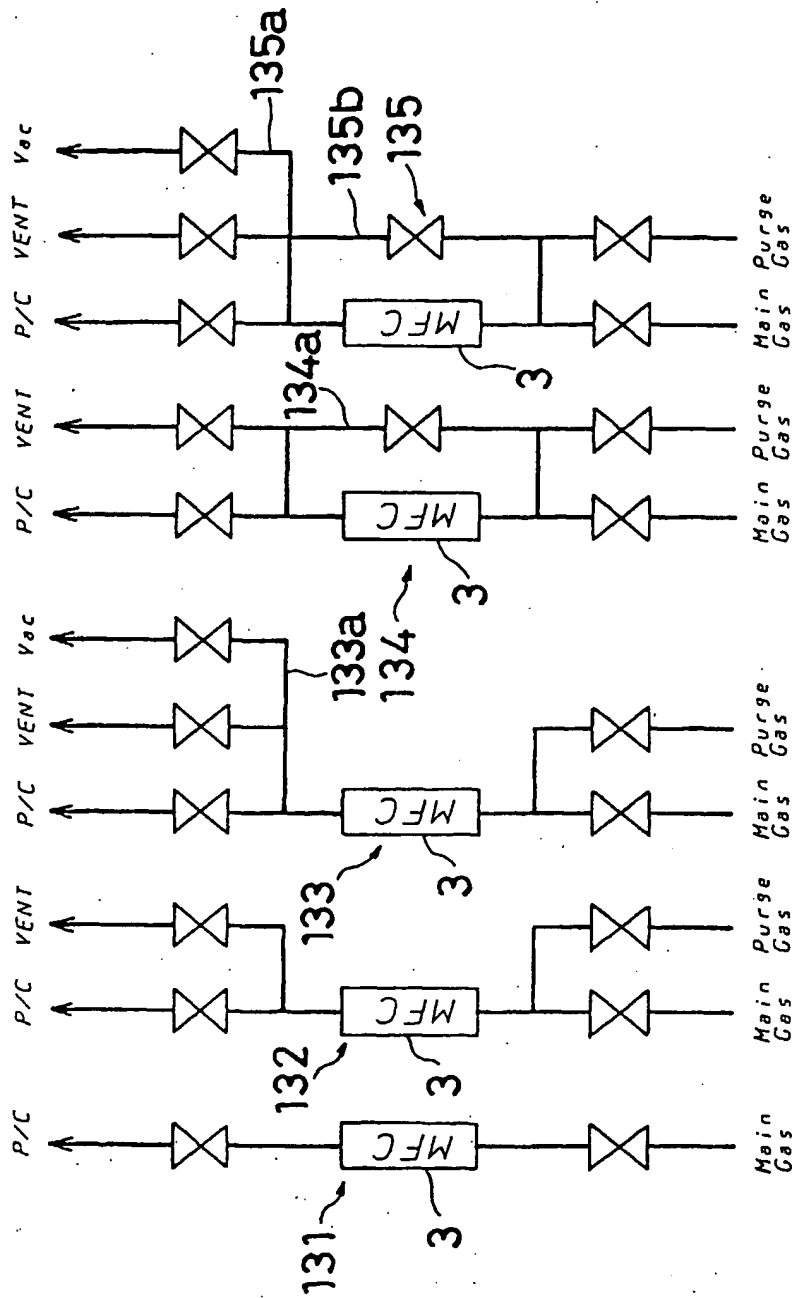 P/C
P/C
VENT
P/C
VENT
Vac
P/C
VENT
P/C
VENT
Vac
135a
134a
135b
131
132
133
133a
134
135
MFC
MFC
MFC
MFC
MFC
3
3
3
3
3
Main
Gas
Main Purge
Gas Gas
Main Purge
Gas Gas
Main Purge
Gas Gas
Main Purge
Gas Gas